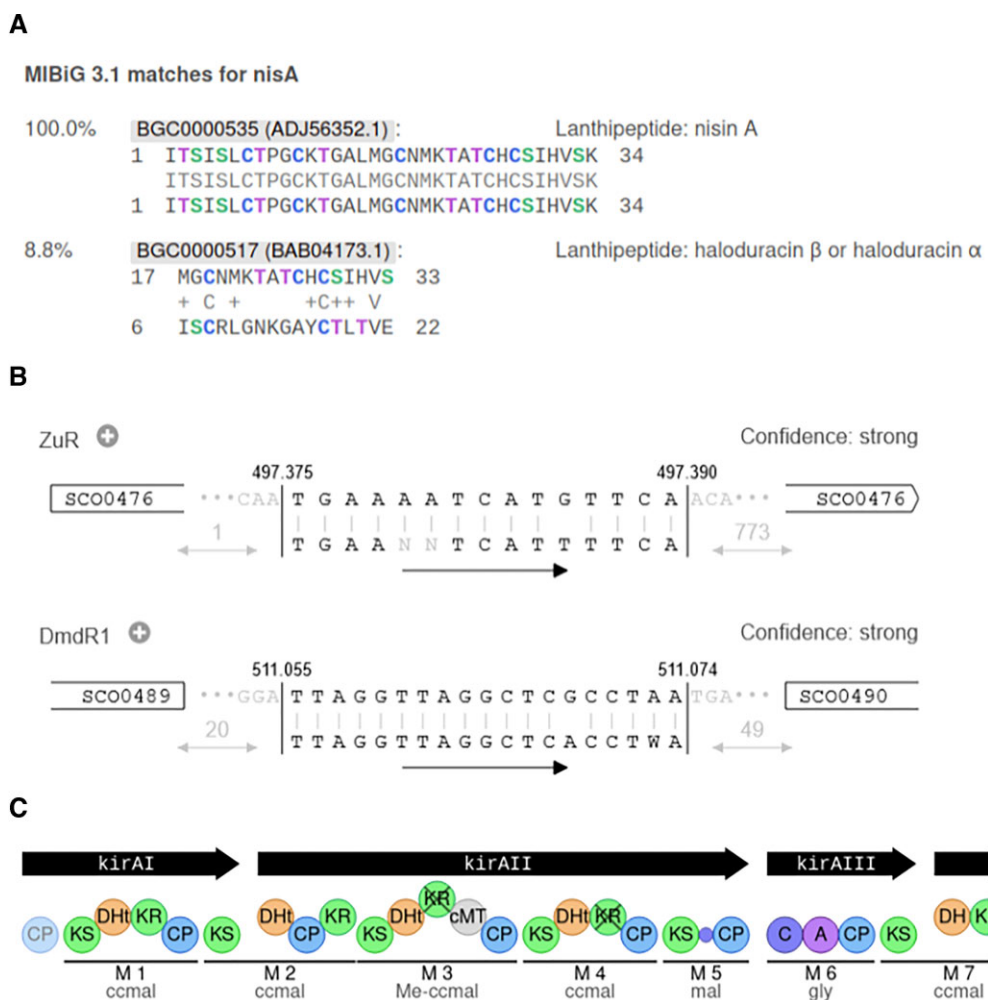 A
MIBiG 3.1 matches for nisA
100.0% BGC0000535 (ADJ56352.1) : Lanthipeptide: nisin A
1 ITSISLCTPGCKTGALMGCNMKTATCHCSIHVSK 34
ITSISLCTPGCKTGALMGCNMKTATCHCSIHVSK
1 ITSISLCTPGCKTGALMGCNMKTATCHCSIHVSK 34
8.8% BGC0000517 (BAB04173.1) : Lanthipeptide: haloduracin β or haloduracin α
17 MGCNMKTATCHCSIHVS 33
+ C + +C++ V
6 ISCRLGNKGAYCTLTVE 22
B
ZuR Confidence: strong
497.375 497.390
SCO0476 •••CAA T G A A A A T C A T G T T C A ACA••• SCO0476
1 773
T G A A N N T C A T T T T C A
DmdR1 Confidence: strong
511.055 511.074
SCO0489 •••GGA T T A G G T T A G G C T C G C C T A A TGA••• SCO0490
20 49
T T A G G T T A G G C T C A C C T W A
C
kirAI kirAII kirAIII
CP KS DHt KR CP KS DHt CP KR KS DHt KR cMT CP KS DHt KR CP KS CP C A CP KS DH K
M 1 M 2 M 3 M 4 M 5 M 6 M 7
ccmal ccmal Me-ccmal ccmal mal gly ccmal